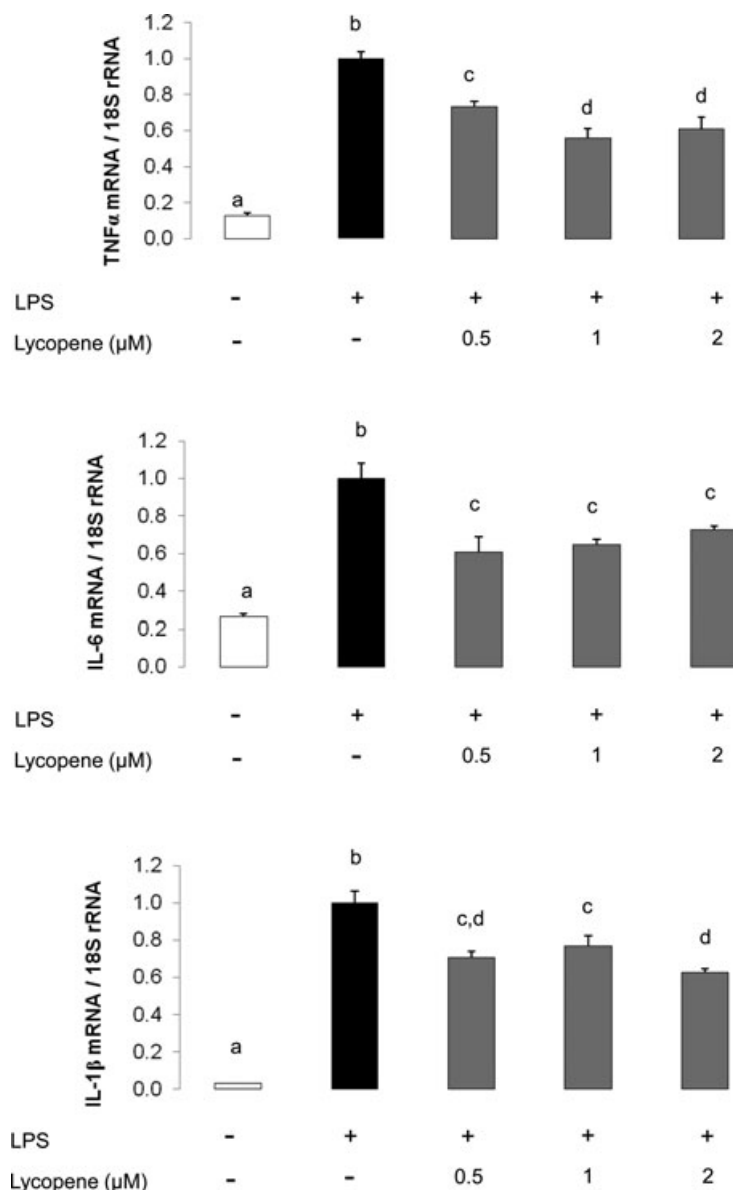 TNFα mRNA / 18S rRNA
1.2
1.0
0.8
0.6
0.4
0.2
0.0
a
b
c
d
d
LPS - + + + +
Lycopene (µM) - - 0.5 1 2
IL-6 mRNA / 18S rRNA
1.2
1.0
0.8
0.6
0.4
0.2
0.0
a
b
c
c
c
LPS - + + + +
Lycopene (µM) - - 0.5 1 2
IL-1β mRNA / 18S rRNA
1.2
1.0
0.8
0.6
0.4
0.2
0.0
a
b
c,d
c
d
LPS - + + + +
Lycopene (µM) - - 0.5 1 2